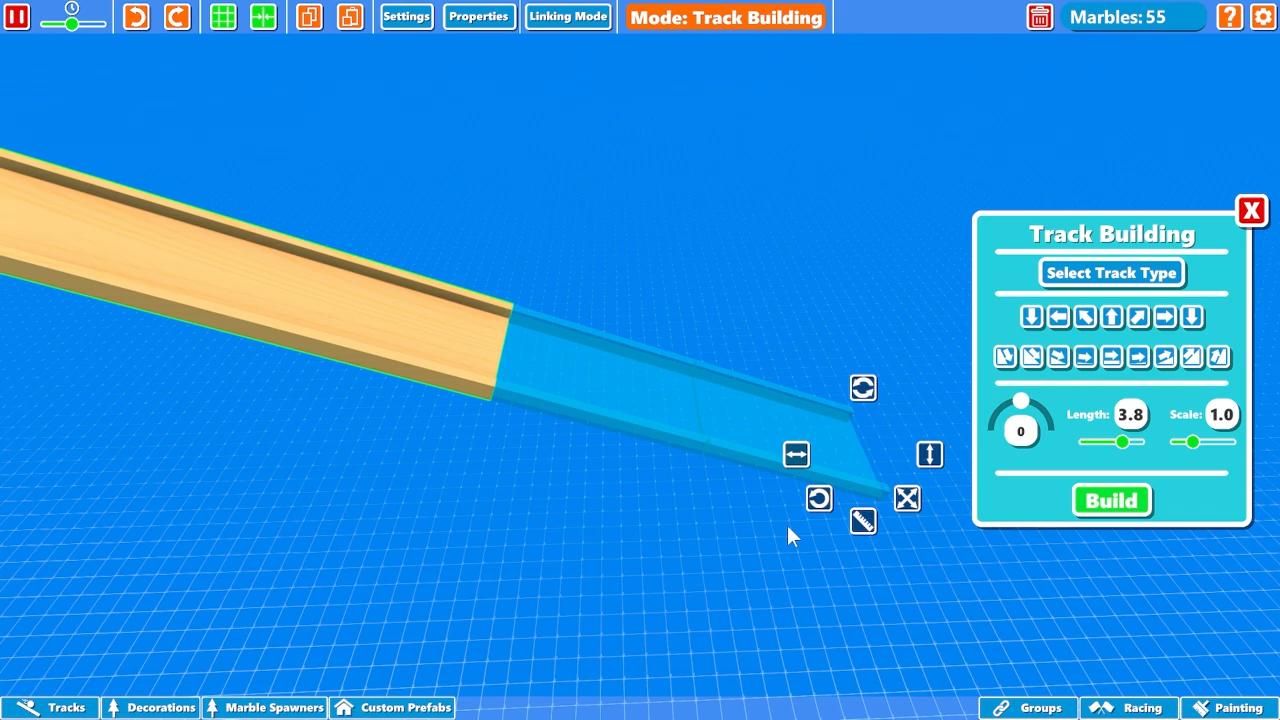 Settings
Properties
Linking Mode
Mode: Track Building
Marbles: 55
?
X
Track Building
Select Track Type
0
Length: 3.8
Scale: 1.0
Build
Tracks
Decorations
Marble Spawners
Custom Prefabs
Groups
Racing
Painting